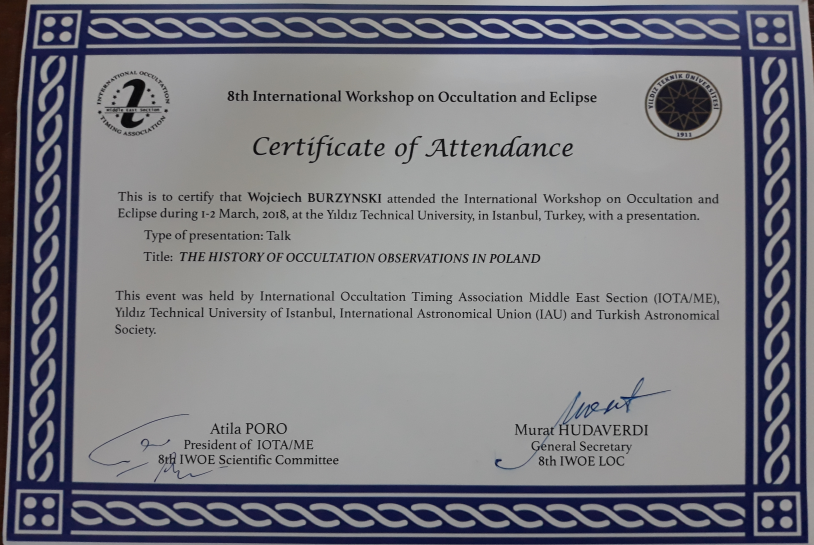 INTERNATIONAL OCCULTATION
MIDDLE EAST SECTION
TIMING ASSOCIATION
YILDIZ TEKNİK ÜNİVERSİTESİ
1911
8th International Workshop on Occultation and Eclipse
Certificate of Attendance
This is to certify that Wojciech BURZYNSKI attended the International Workshop on Occultation and
Eclipse during 1-2 March, 2018, at the Yıldız Technical University, in Istanbul, Turkey, with a presentation.
Type of presentation: Talk
Title: THE HISTORY OF OCCULTATION OBSERVATIONS IN POLAND
This event was held by International Occultation Timing Association Middle East Section (IOTA/ME),
Yıldız Technical University of Istanbul, International Astronomical Union (IAU) and Turkish Astronomical
Society.
Atila PORO
President of IOTA/ME
8th IWOE Scientific Committee
Murat HUDAVERDI
General Secretary
8th IWOE LOC